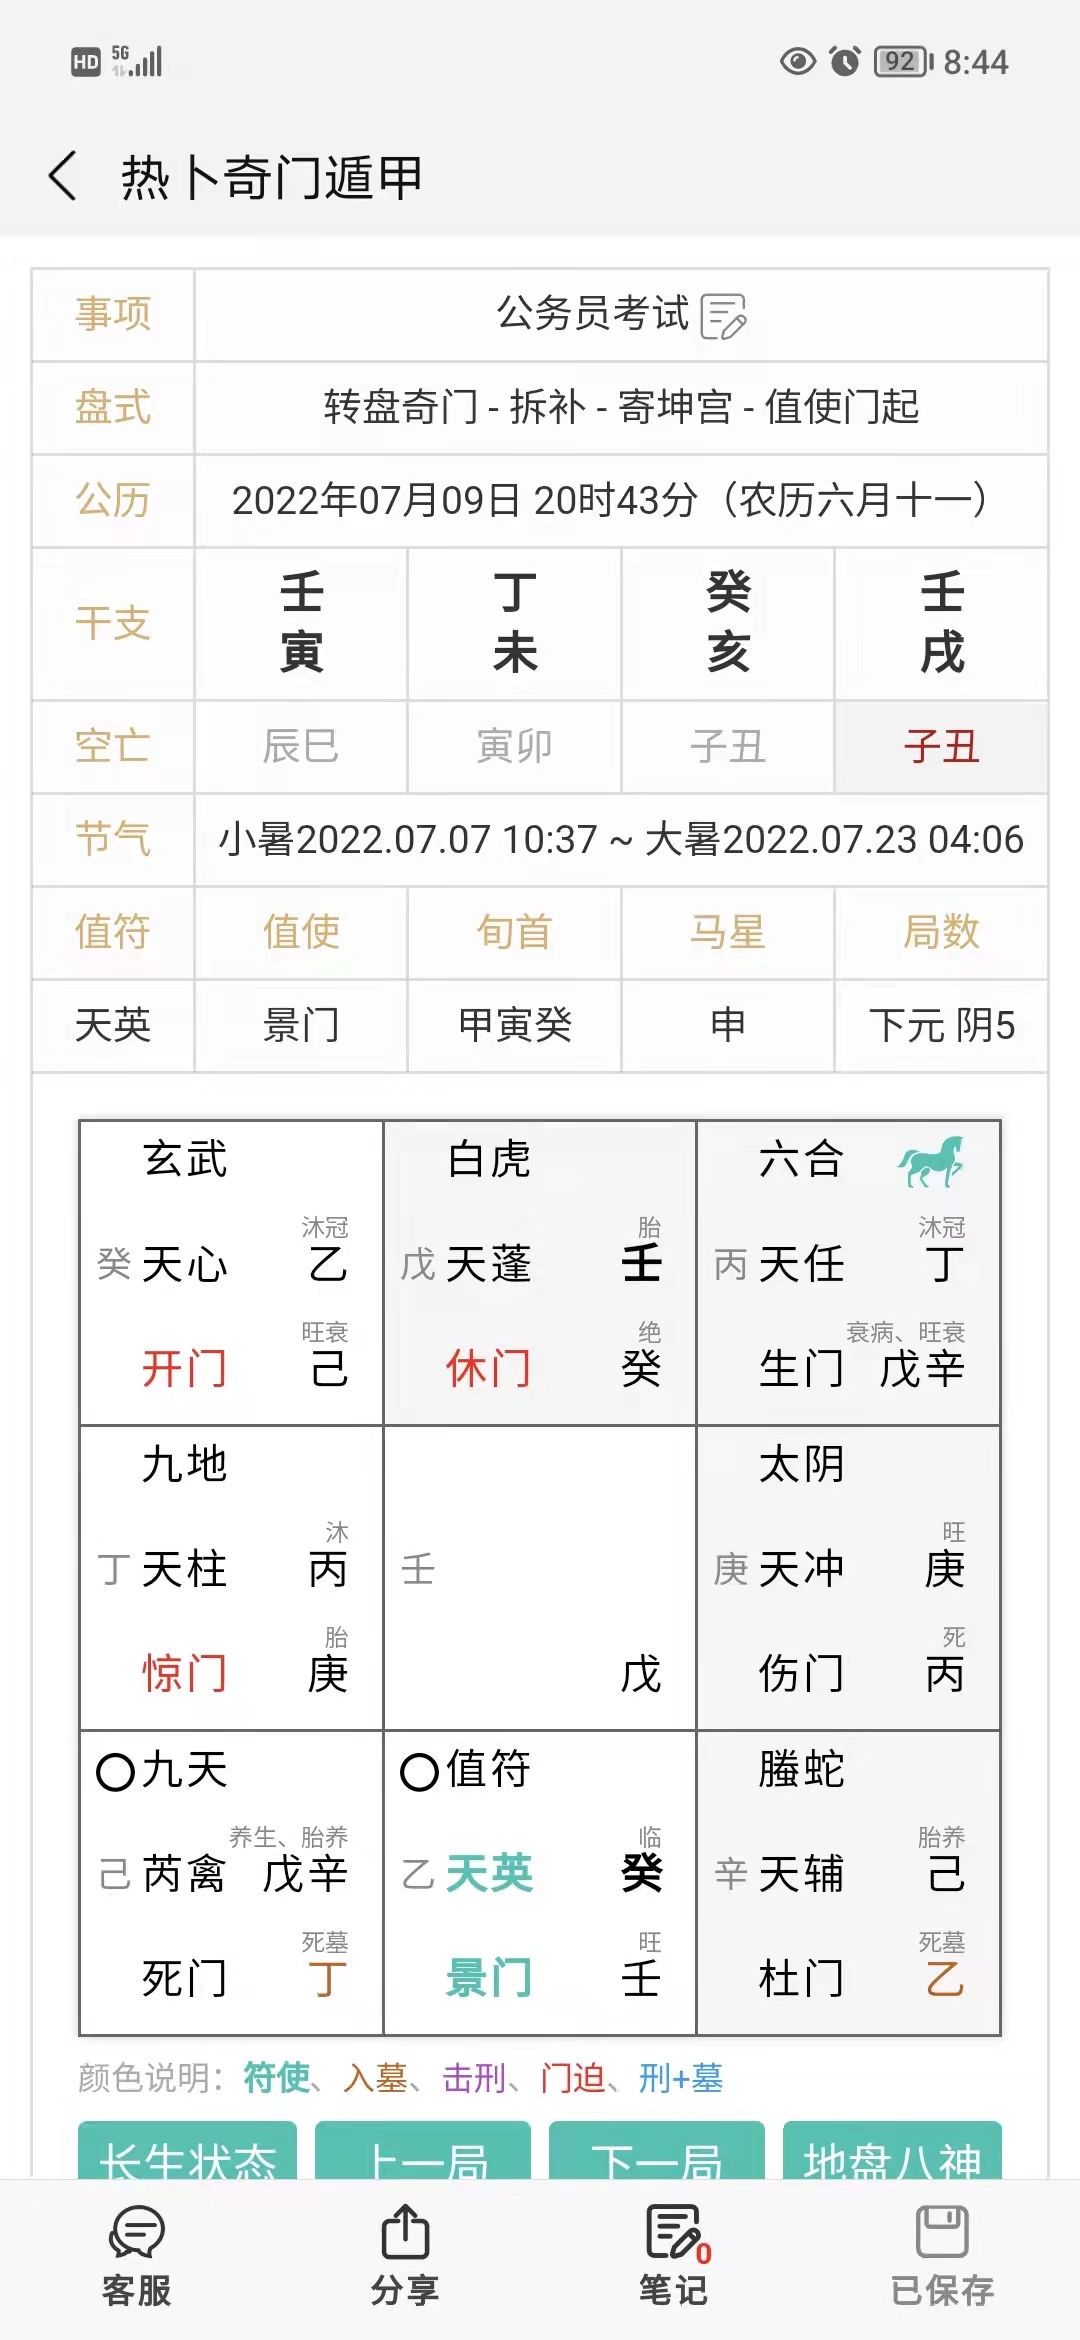 HD 5G 92 8:44
热卜奇门遁甲
事项 公务员考试
盘式 转盘奇门 - 拆补 - 寄坤宫 - 值使门起
公历 2022年07月09日 20时43分（农历六月十一）
干支 壬 丁 癸 壬
寅 未 亥 戌
空亡 辰巳 寅卯 子丑 子丑
节气 小暑2022.07.07 10:37 ~ 大暑2022.07.23 04:06
值符 值使 旬首 马星 局数
天英 景门 甲寅癸 申 下元 阴5
玄武 白虎 六合
沐冠 胎 沐冠
癸 天心 乙 戊 天蓬 壬 丙 天任 丁
旺衰 绝 衰病、旺衰
开门 己 休门 癸 生门 戊辛
九地 太阴
沐 旺
丁 天柱 丙 壬 庚 天冲 庚
胎 死
惊门 庚 戊 伤门 丙
九天 值符 螣蛇
养生、胎养 临 胎养
己 芮禽 戊辛 乙 天英 癸 辛 天辅 己
死墓 旺 死墓
死门 丁 景门 壬 杜门 乙
颜色说明：符使、入墓、击刑、门迫、刑+墓
长生状态 上一局 下一局 地盘八神
0
客服 分享 笔记 已保存